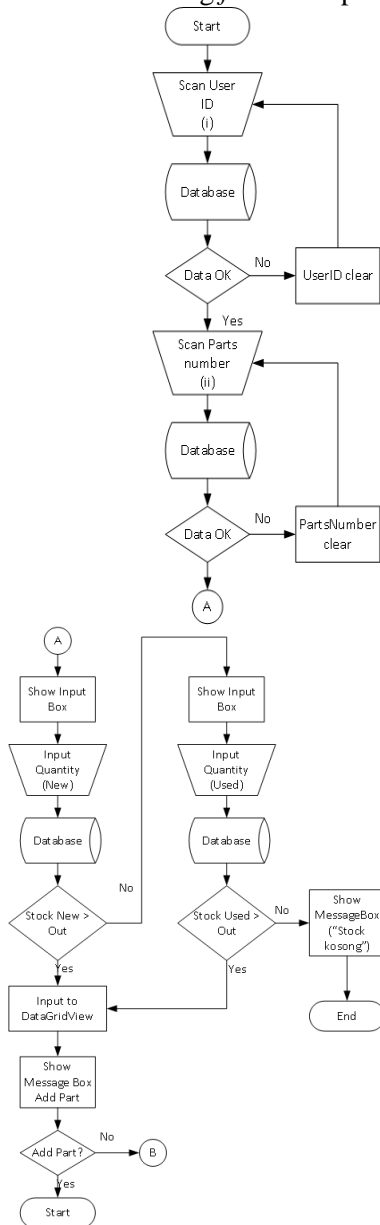 Start
Scan User
ID
(i)
Database
Data OK
No
UserID clear
Yes
Scan Parts
number
(ii)
Database
Data OK
No
PartsNumber
clear
A
A
Show Input
Box
Input
Quantity
(New)
Database
Stock New >
Out
No
Yes
Show Input
Box
Input
Quantity
(Used)
Database
Stock Used >
Out
No
Yes
Show
MessageBox
(“Stock
kosong”)
End
Input to
DataGridView
Show
Message Box
Add Part
Add Part?
No
B
Yes
Start